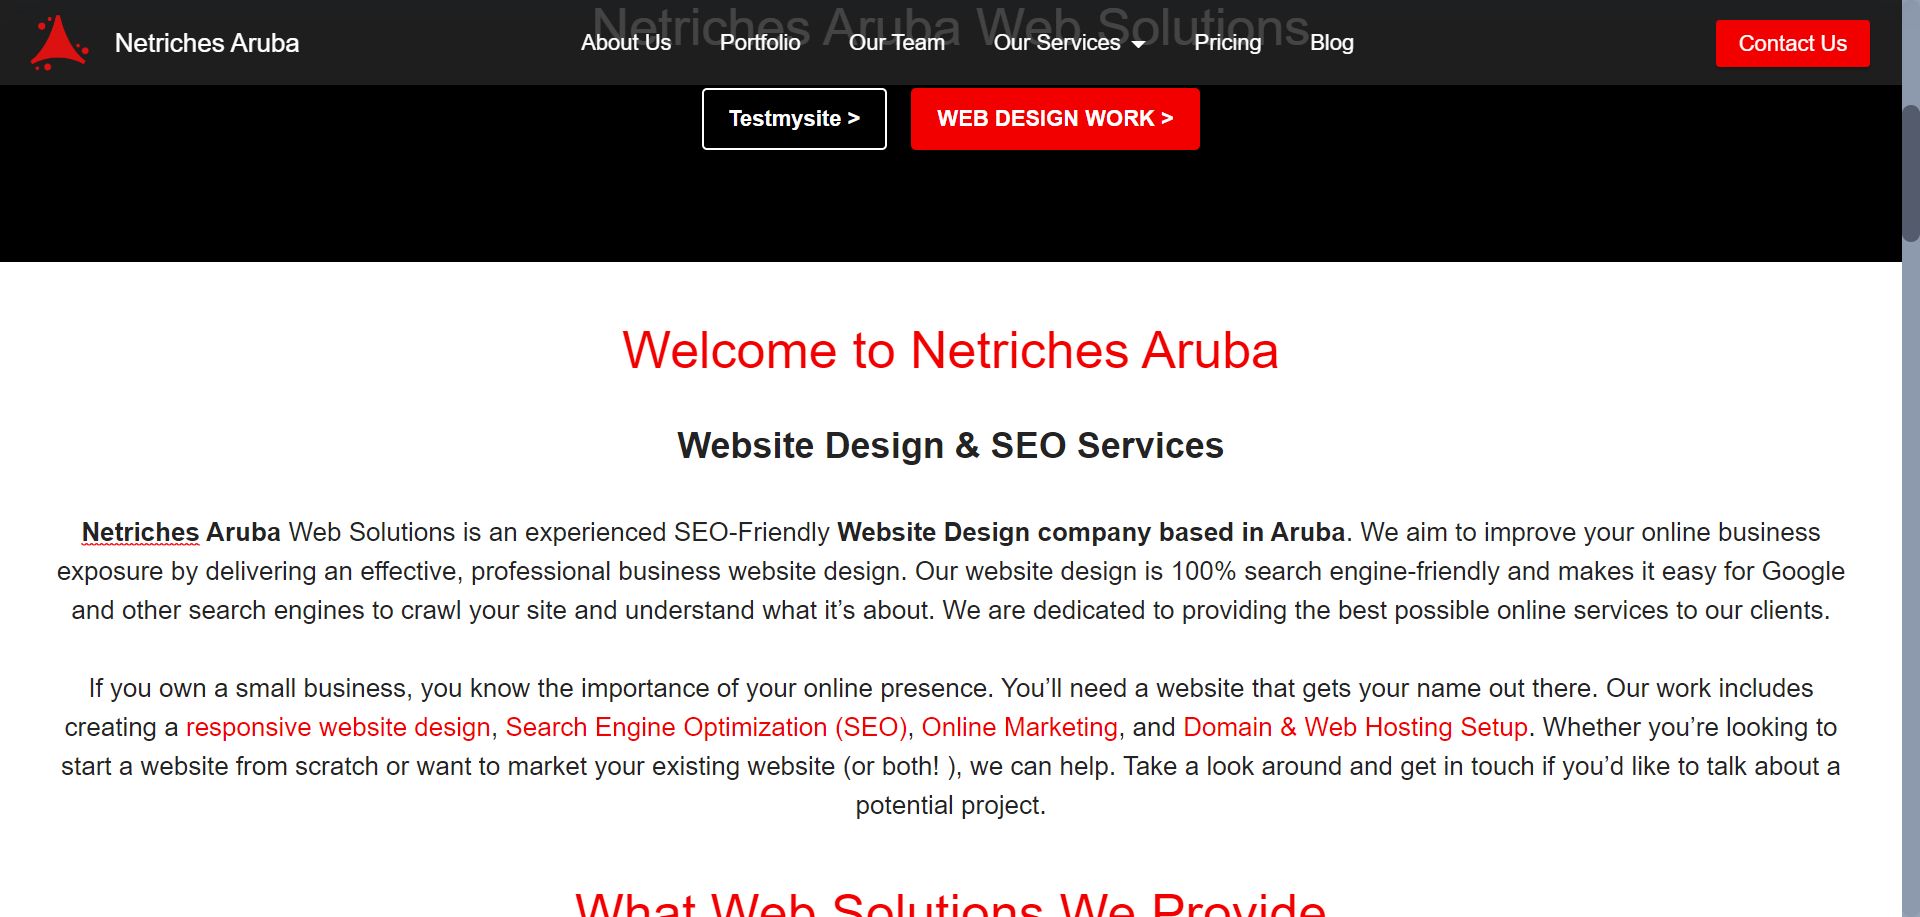 Netriches Aruba Web Solutions
Netriches Aruba
About Us
Portfolio
Our Team
Our Services
Pricing
Blog
Contact Us
Testmysite >
WEB DESIGN WORK >
Welcome to Netriches Aruba
Website Design & SEO Services
Netriches Aruba Web Solutions is an experienced SEO-Friendly Website Design company based in Aruba. We aim to improve your online business
exposure by delivering an effective, professional business website design. Our website design is 100% search engine-friendly and makes it easy for Google
and other search engines to crawl your site and understand what it’s about. We are dedicated to providing the best possible online services to our clients.
If you own a small business, you know the importance of your online presence. You’ll need a website that gets your name out there. Our work includes
creating a responsive website design, Search Engine Optimization (SEO), Online Marketing, and Domain & Web Hosting Setup. Whether you’re looking to
start a website from scratch or want to market your existing website (or both! ), we can help. Take a look around and get in touch if you’d like to talk about a
potential project.
What Web Solutions We Provide